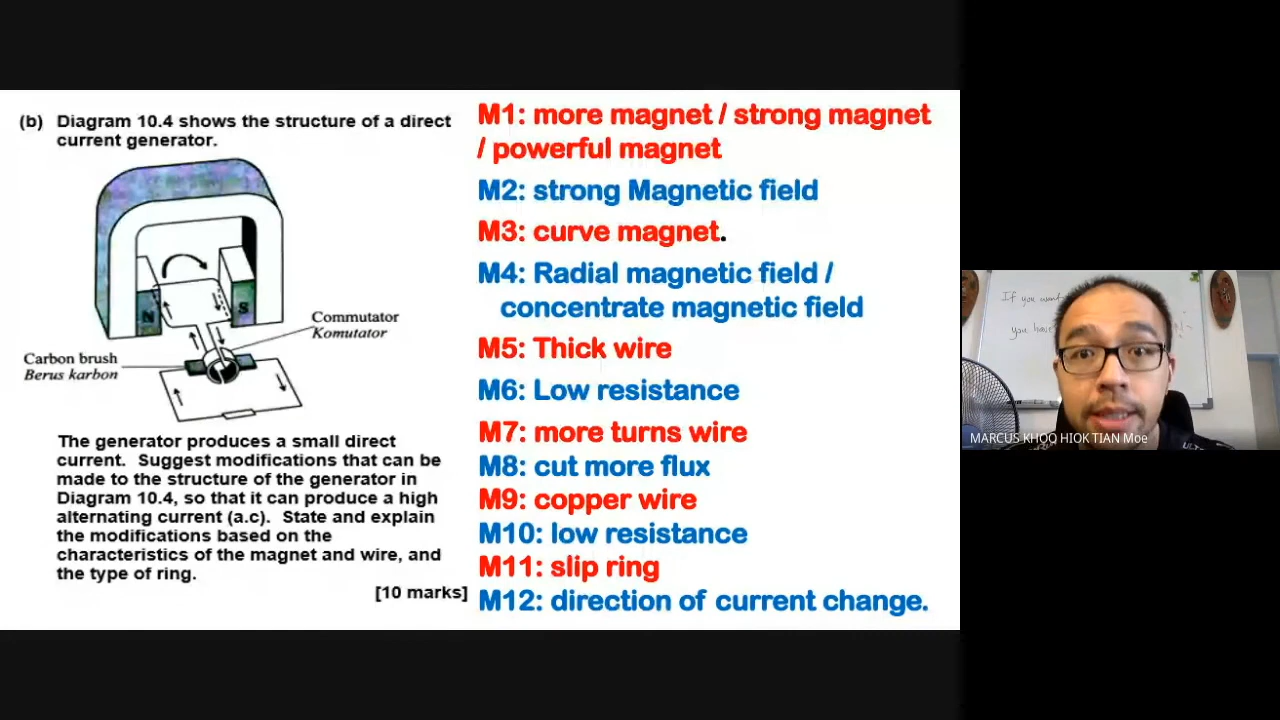 (b) Diagram 10.4 shows the structure of a direct
current generator.
N
S
Commutator
Komutator
Carbon brush
Berus karbon
The generator produces a small direct
current. Suggest modifications that can be
made to the structure of the generator in
Diagram 10.4, so that it can produce a high
alternating current (a.c). State and explain
the modifications based on the
characteristics of the magnet and wire, and
the type of ring.
[10 marks]
M1: more magnet / strong magnet
/ powerful magnet
M2: strong Magnetic field
M3: curve magnet.
M4: Radial magnetic field /
concentrate magnetic field
M5: Thick wire
M6: Low resistance
M7: more turns wire
M8: cut more flux
M9: copper wire
M10: low resistance
M11: slip ring
M12: direction of current change.
If you want
you have
MARCUS KHOO HIOK TIAN Moe